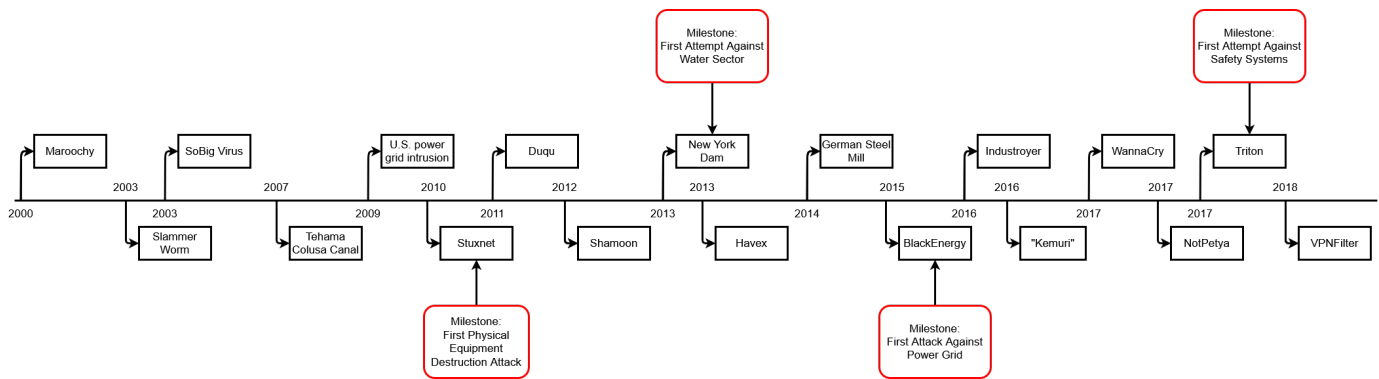 Milestone:
First Attempt Against
Water Sector
Milestone:
First Attempt Against
Safety Systems
Maroochy
SoBig Virus
U.S. power
grid intrusion
Duqu
New York
Dam
German Steel
Mill
Industroyer
WannaCry
Triton
2003
2007
2010
2012
2013
2015
2016
2017
2018
2000
2003
2009
2011
2013
2014
2016
2017
2017
Slammer
Worm
Tehama
Colusa Canal
Stuxnet
Shamoon
Havex
BlackEnergy
"Kemuri"
NotPetya
VPNFilter
Milestone:
First Physical
Equipment
Destruction Attack
Milestone:
First Attack Against
Power Grid